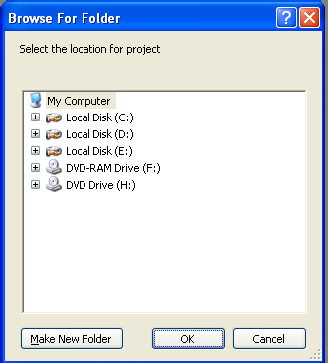 Browse For Folder
Select the location for project
My Computer
Local Disk (C:)
Local Disk (D:)
Local Disk (E:)
DVD-RAM Drive (F:)
DVD Drive (H:)
Make New Folder
OK
Cancel